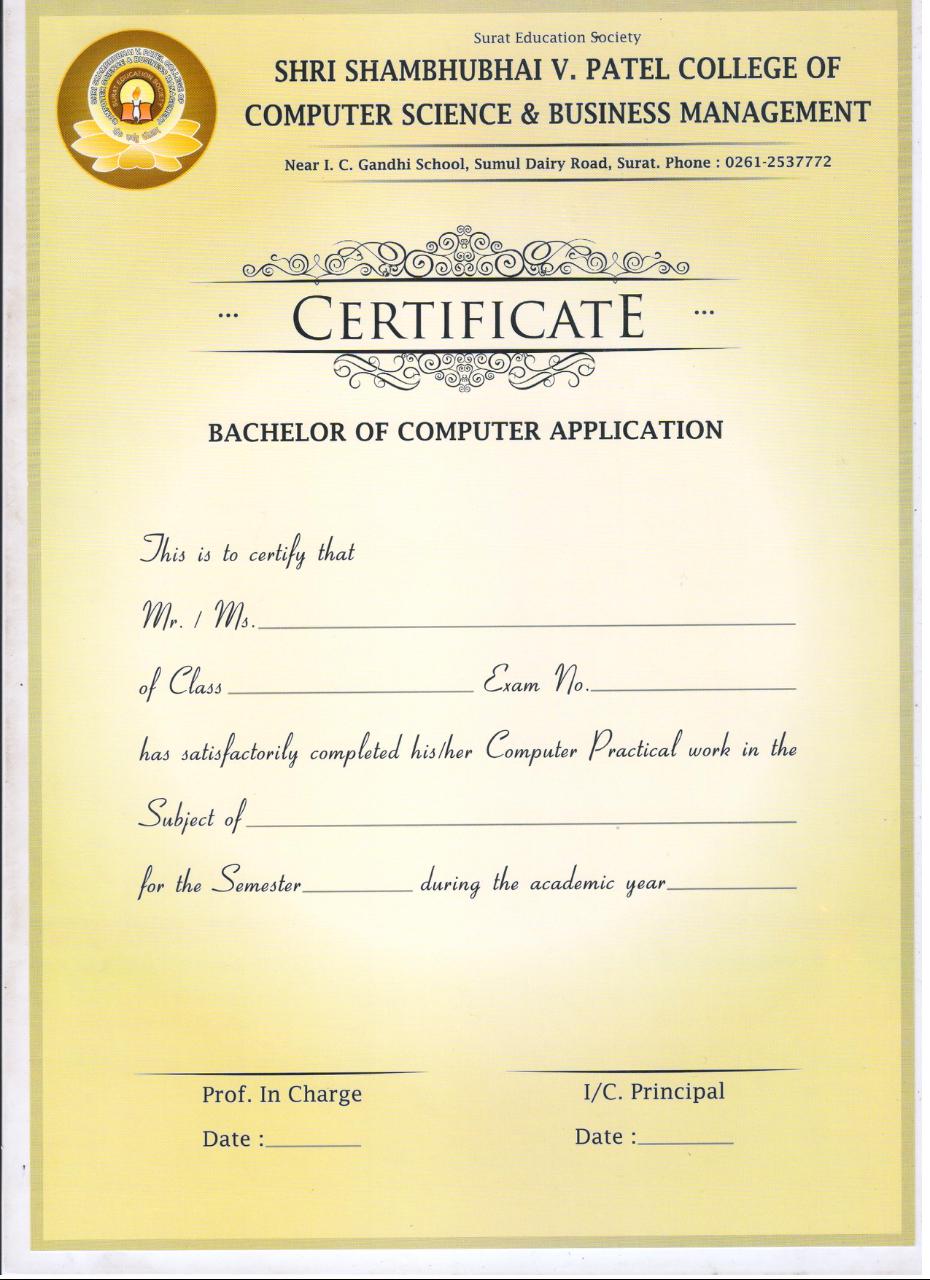 SHRI SHAMBHUBHAI V. PATEL COLLEGE OF
COMPUTER SCIENCE & BUSINESS MANAGEMENT
SURAT EDUCATION SOCIETY
Surat Education Society
SHRI SHAMBHUBHAI V. PATEL COLLEGE OF
COMPUTER SCIENCE & BUSINESS MANAGEMENT
Near I. C. Gandhi School, Sumul Dairy Road, Surat. Phone : 0261-2537772
... CERTIFICATE ...
BACHELOR OF COMPUTER APPLICATION
This is to certify that
Mr. / Ms.
of Class Exam No.
has satisfactorily completed his/her Computer Practical work in the
Subject of
for the Semester during the academic year
Prof. In Charge I/C. Principal
Date : Date :